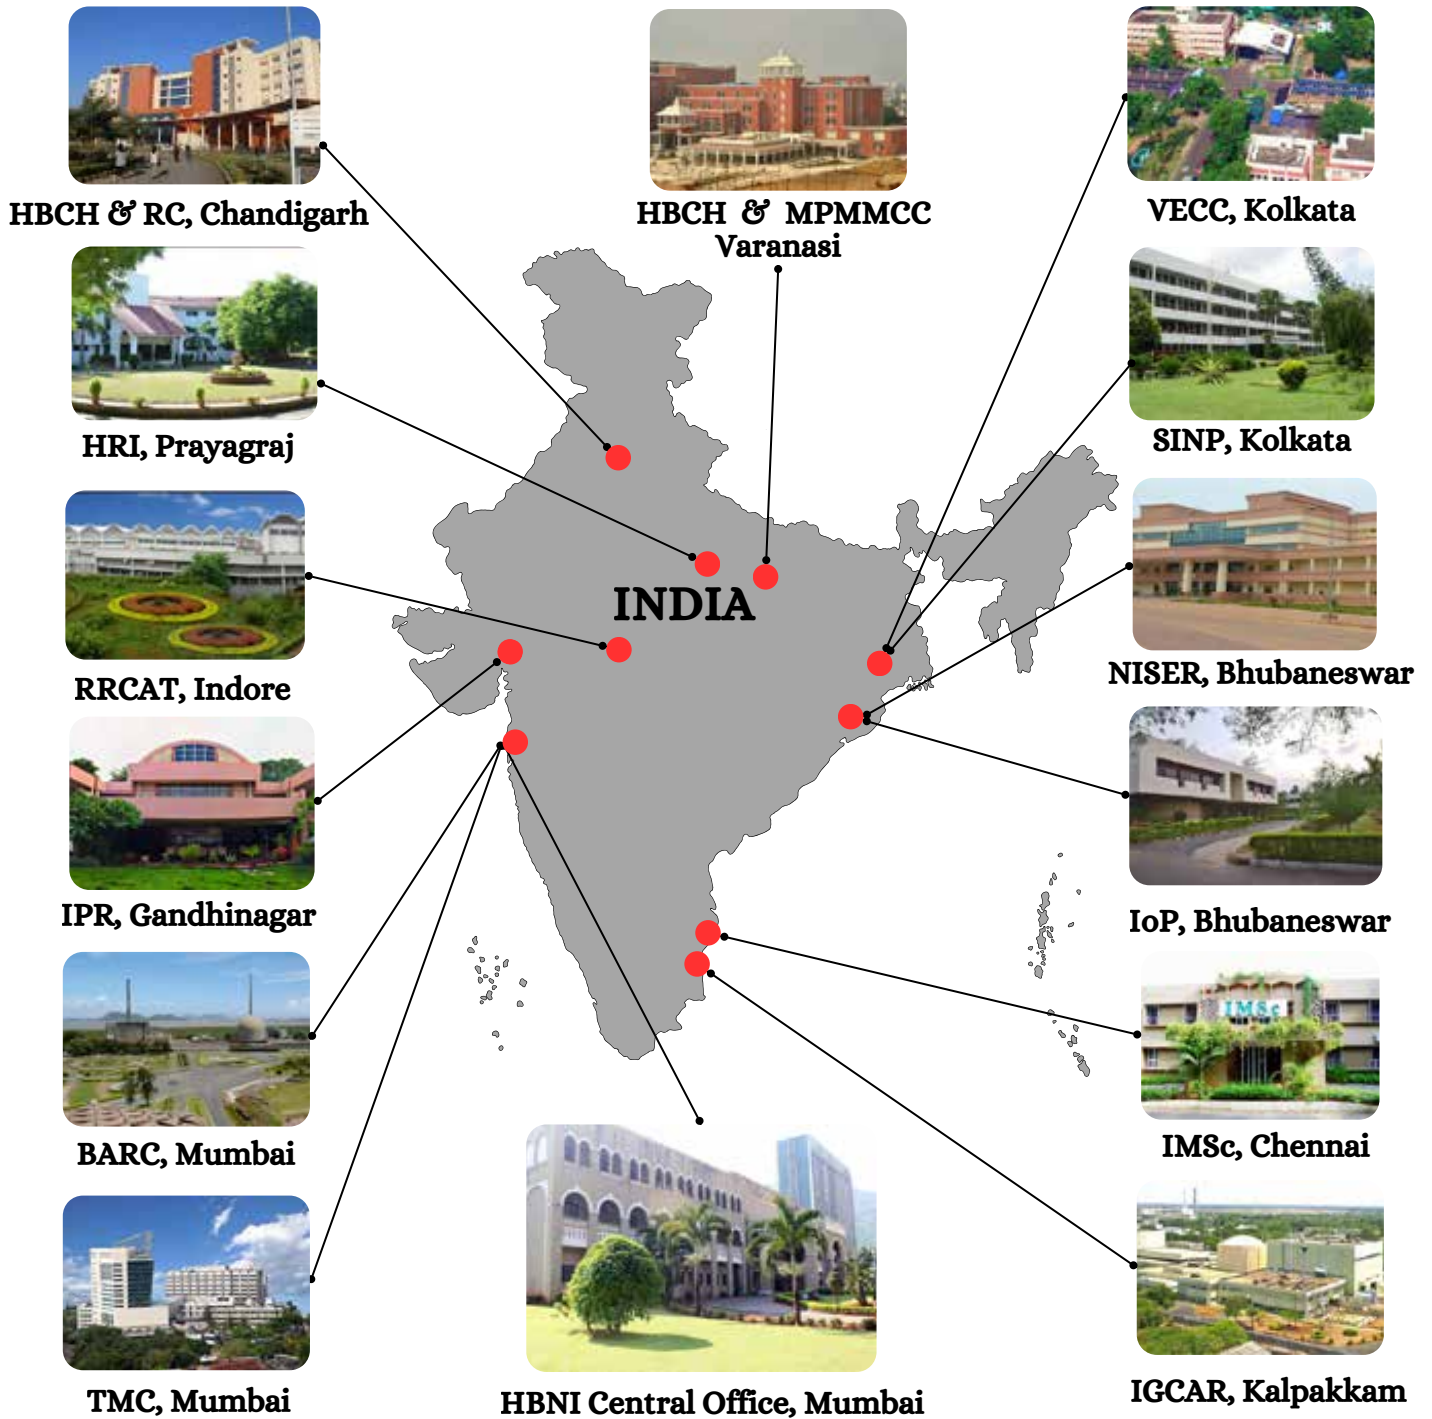 HBCH & RC, Chandigarh
HBCH & MPMMCC
Varanasi
VECC, Kolkata
HRI, Prayagraj
SINP, Kolkata
INDIA
RRCAT, Indore
NISER, Bhubaneswar
IPR, Gandhinagar
IoP, Bhubaneswar
IMSc
BARC, Mumbai
IMSc, Chennai
TMC, Mumbai
HBNI Central Office, Mumbai
IGCAR, Kalpakkam